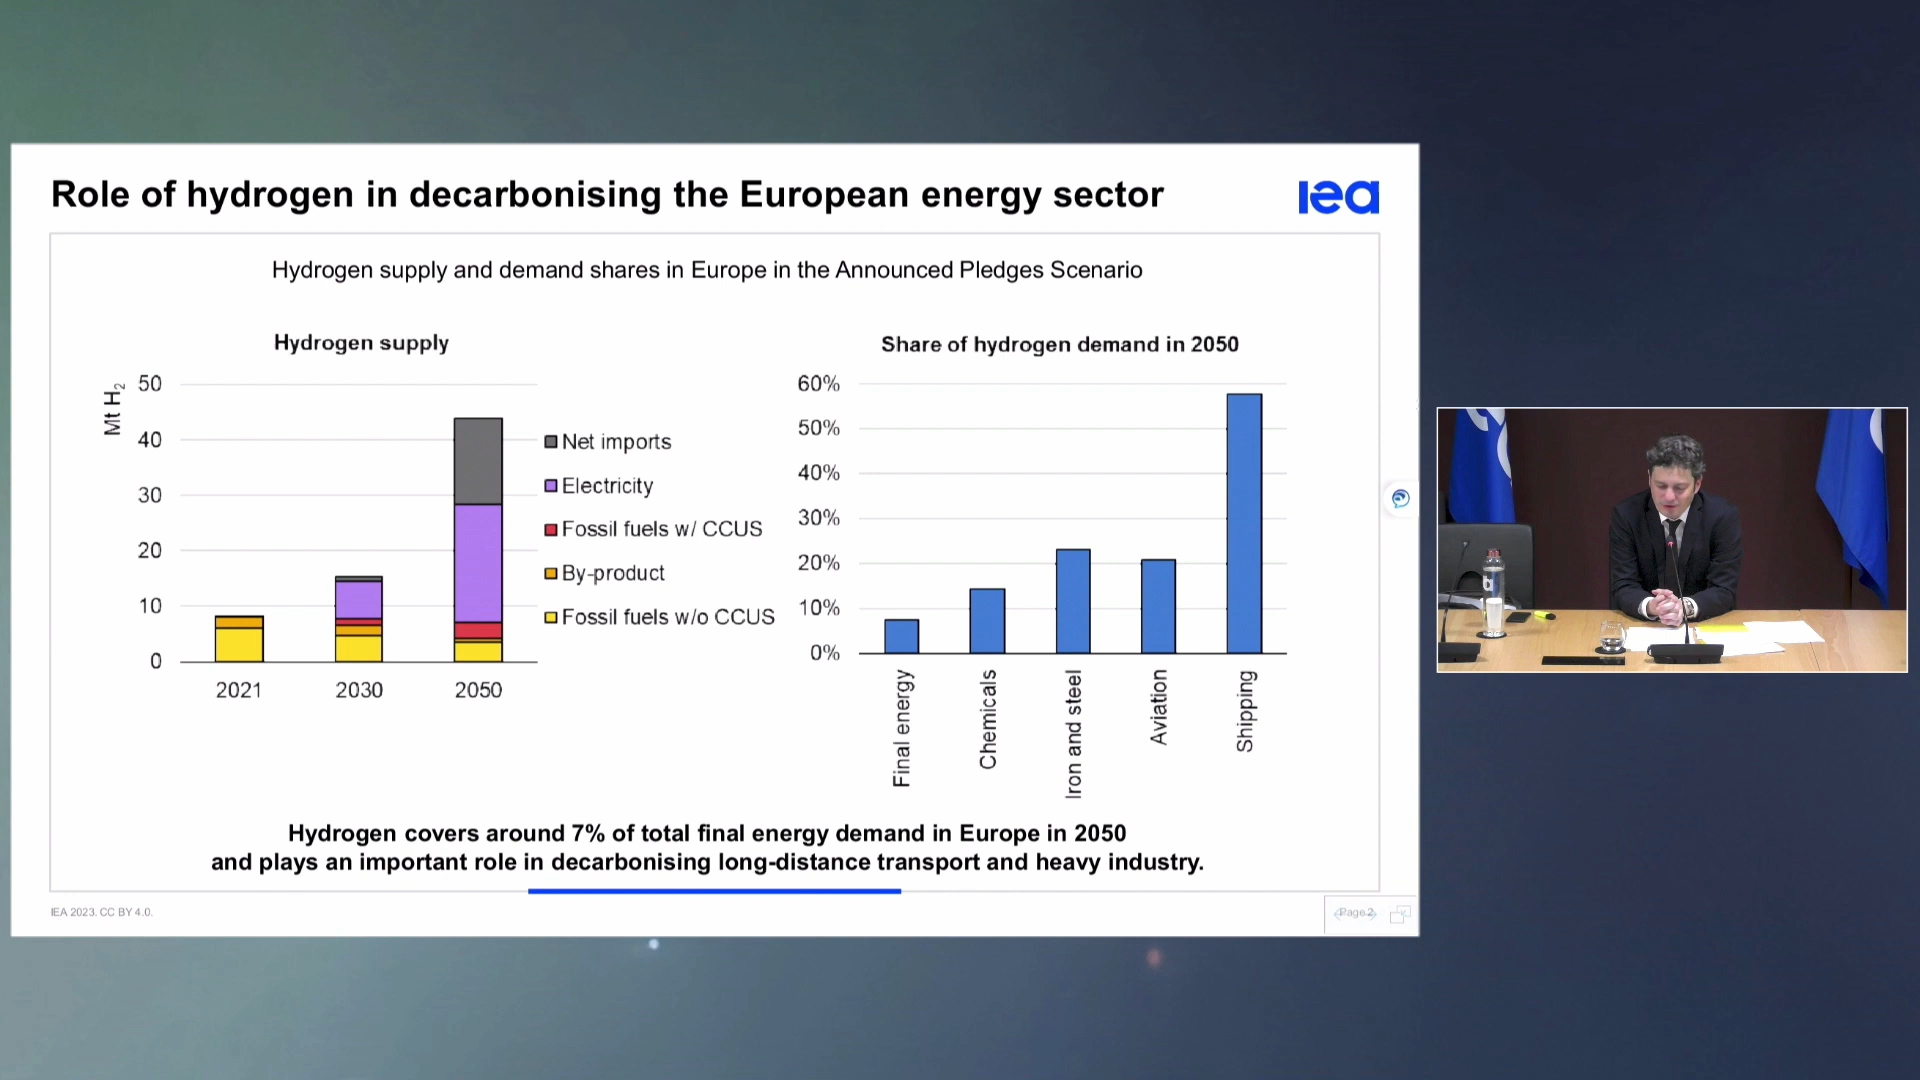 Role of hydrogen in decarbonising the European energy sector
iea
Hydrogen supply and demand shares in Europe in the Announced Pledges Scenario
Hydrogen supply
Mt H₂
50
40
30
20
10
0
2021
2030
2050
Net imports
Electricity
Fossil fuels w/ CCUS
By-product
Fossil fuels w/o CCUS
Share of hydrogen demand in 2050
60%
50%
40%
30%
20%
10%
0%
Final energy
Chemicals
Iron and steel
Aviation
Shipping
Hydrogen covers around 7% of total final energy demand in Europe in 2050
and plays an important role in decarbonising long-distance transport and heavy industry.
IEA 2023. CC BY 4.0.
Page 2